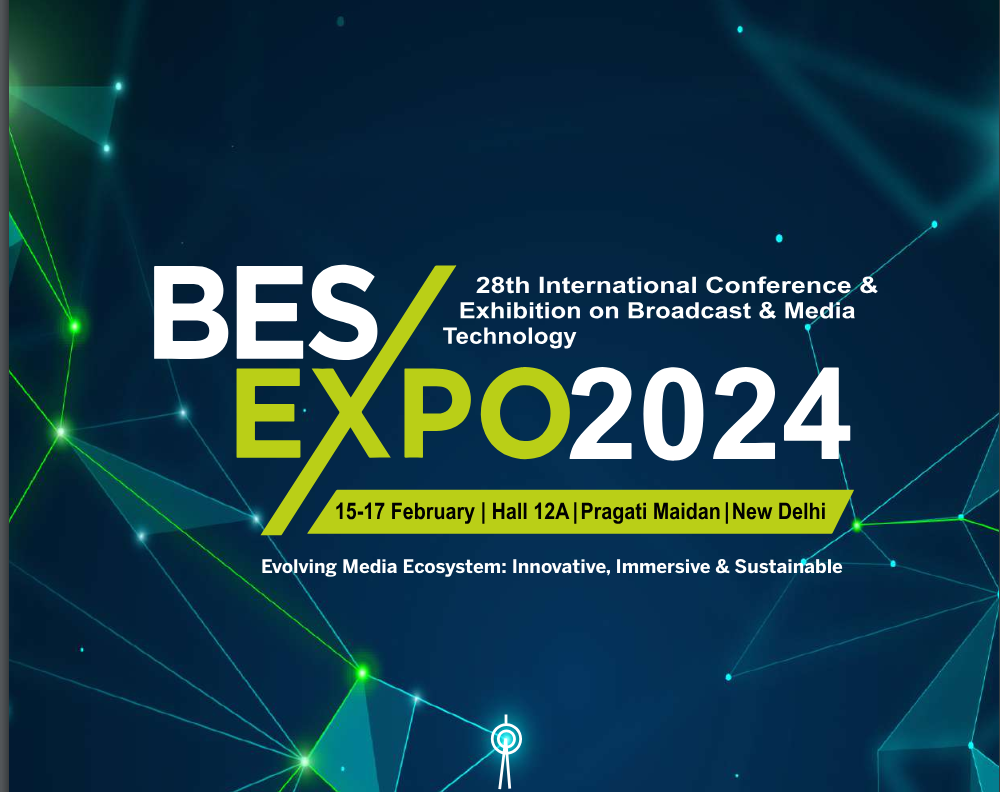 BES
28th International Conference &
Exhibition on Broadcast & Media
Technology
EXPO2024
15-17 February | Hall 12A|Pragati Maidan|New Delhi
Evolving Media Ecosystem: Innovative, Immersive & Sustainable